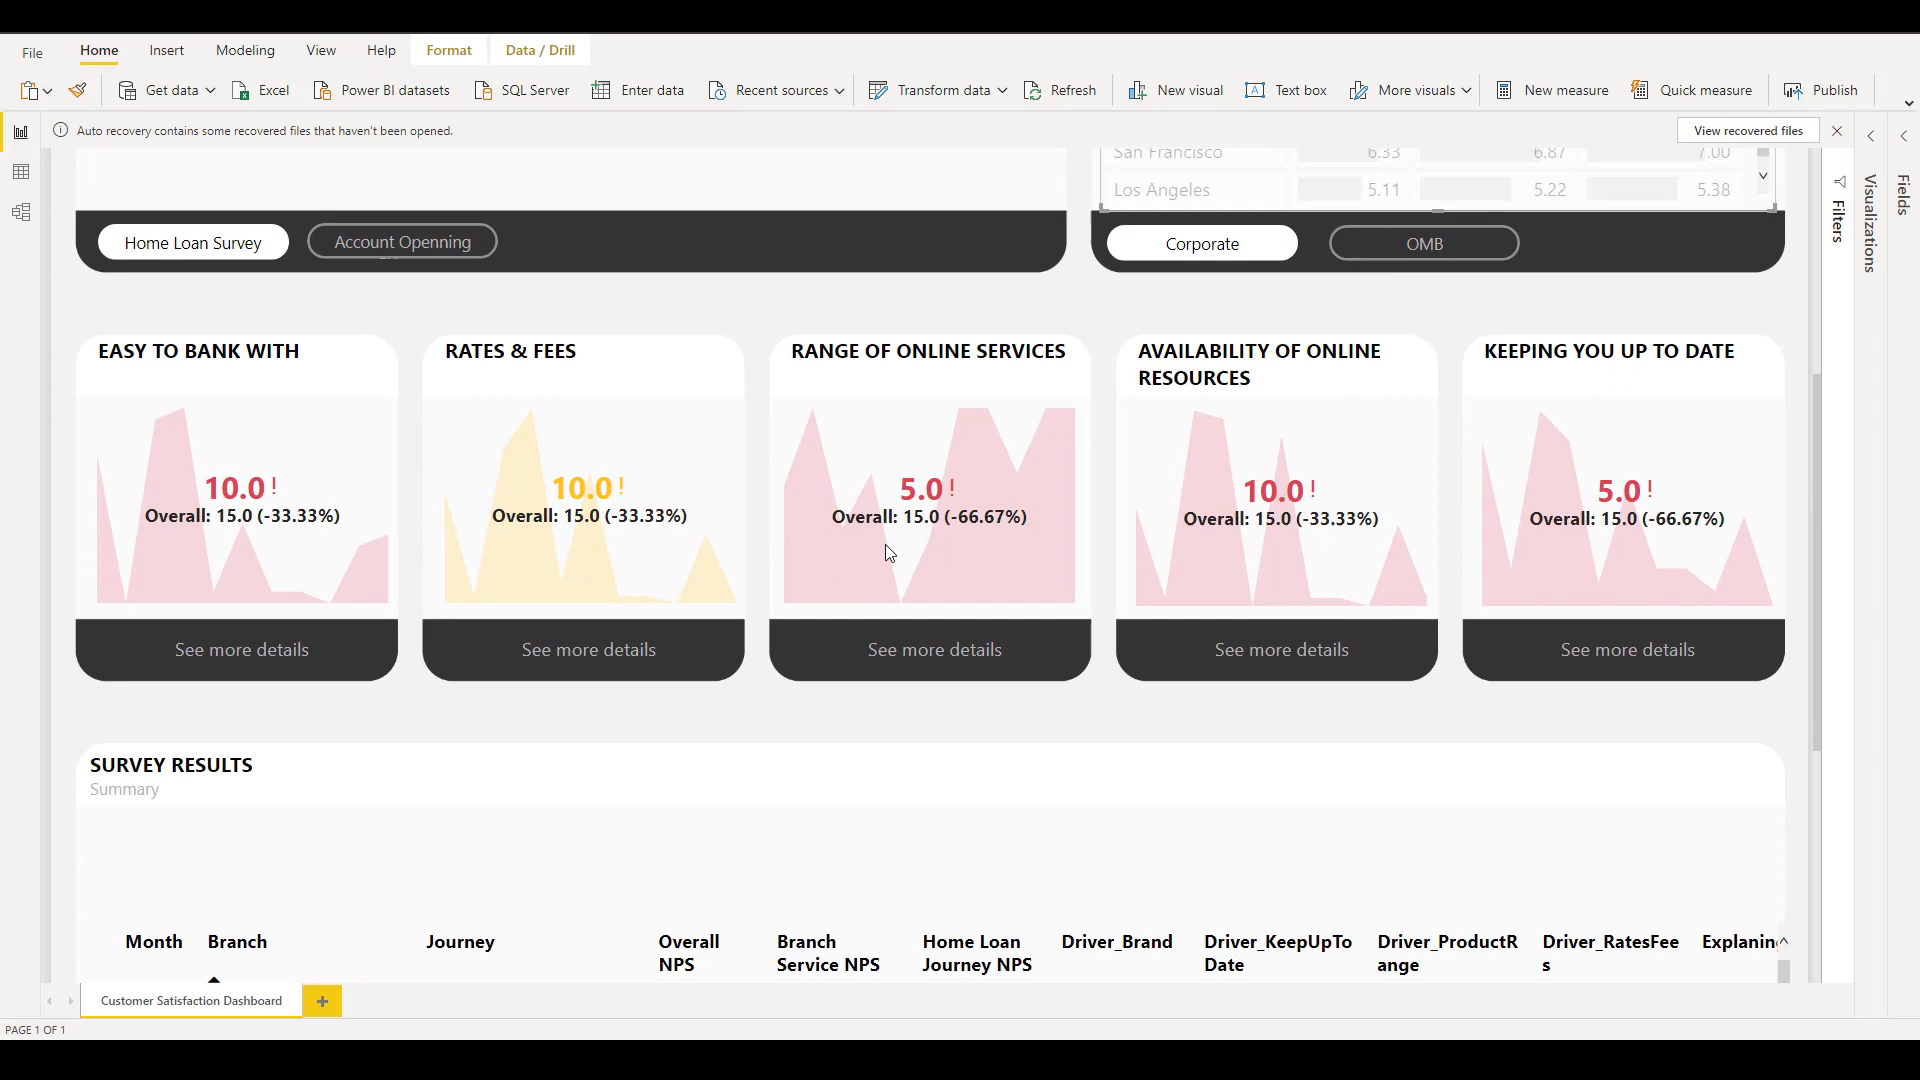 File Home Insert Modeling View Help Format Data / Drill
Get data Excel Power BI datasets SQL Server Enter data Recent sources Transform data Refresh New visual Text box More visuals New measure Quick measure Publish
Auto recovery contains some recovered files that haven't been opened.
View recovered files
San Francisco 6.33 6.87 7.00
Los Angeles 5.11 5.22 5.38
Home Loan Survey Account Openning
Corporate OMB
Filters
Visualizations
Fields
EASY TO BANK WITH
10.0 !
Overall: 15.0 (-33.33%)
See more details
RATES & FEES
10.0 !
Overall: 15.0 (-33.33%)
See more details
RANGE OF ONLINE SERVICES
5.0 !
Overall: 15.0 (-66.67%)
See more details
AVAILABILITY OF ONLINE
RESOURCES
10.0 !
Overall: 15.0 (-33.33%)
See more details
KEEPING YOU UP TO DATE
5.0 !
Overall: 15.0 (-66.67%)
See more details
SURVEY RESULTS
Summary
Month Branch Journey Overall Branch Home Loan Driver_Brand Driver_KeepUpTo Driver_ProductR Driver_RatesFee Explaning
NPS Service NPS Journey NPS Date ange s
Customer Satisfaction Dashboard +
PAGE 1 OF 1